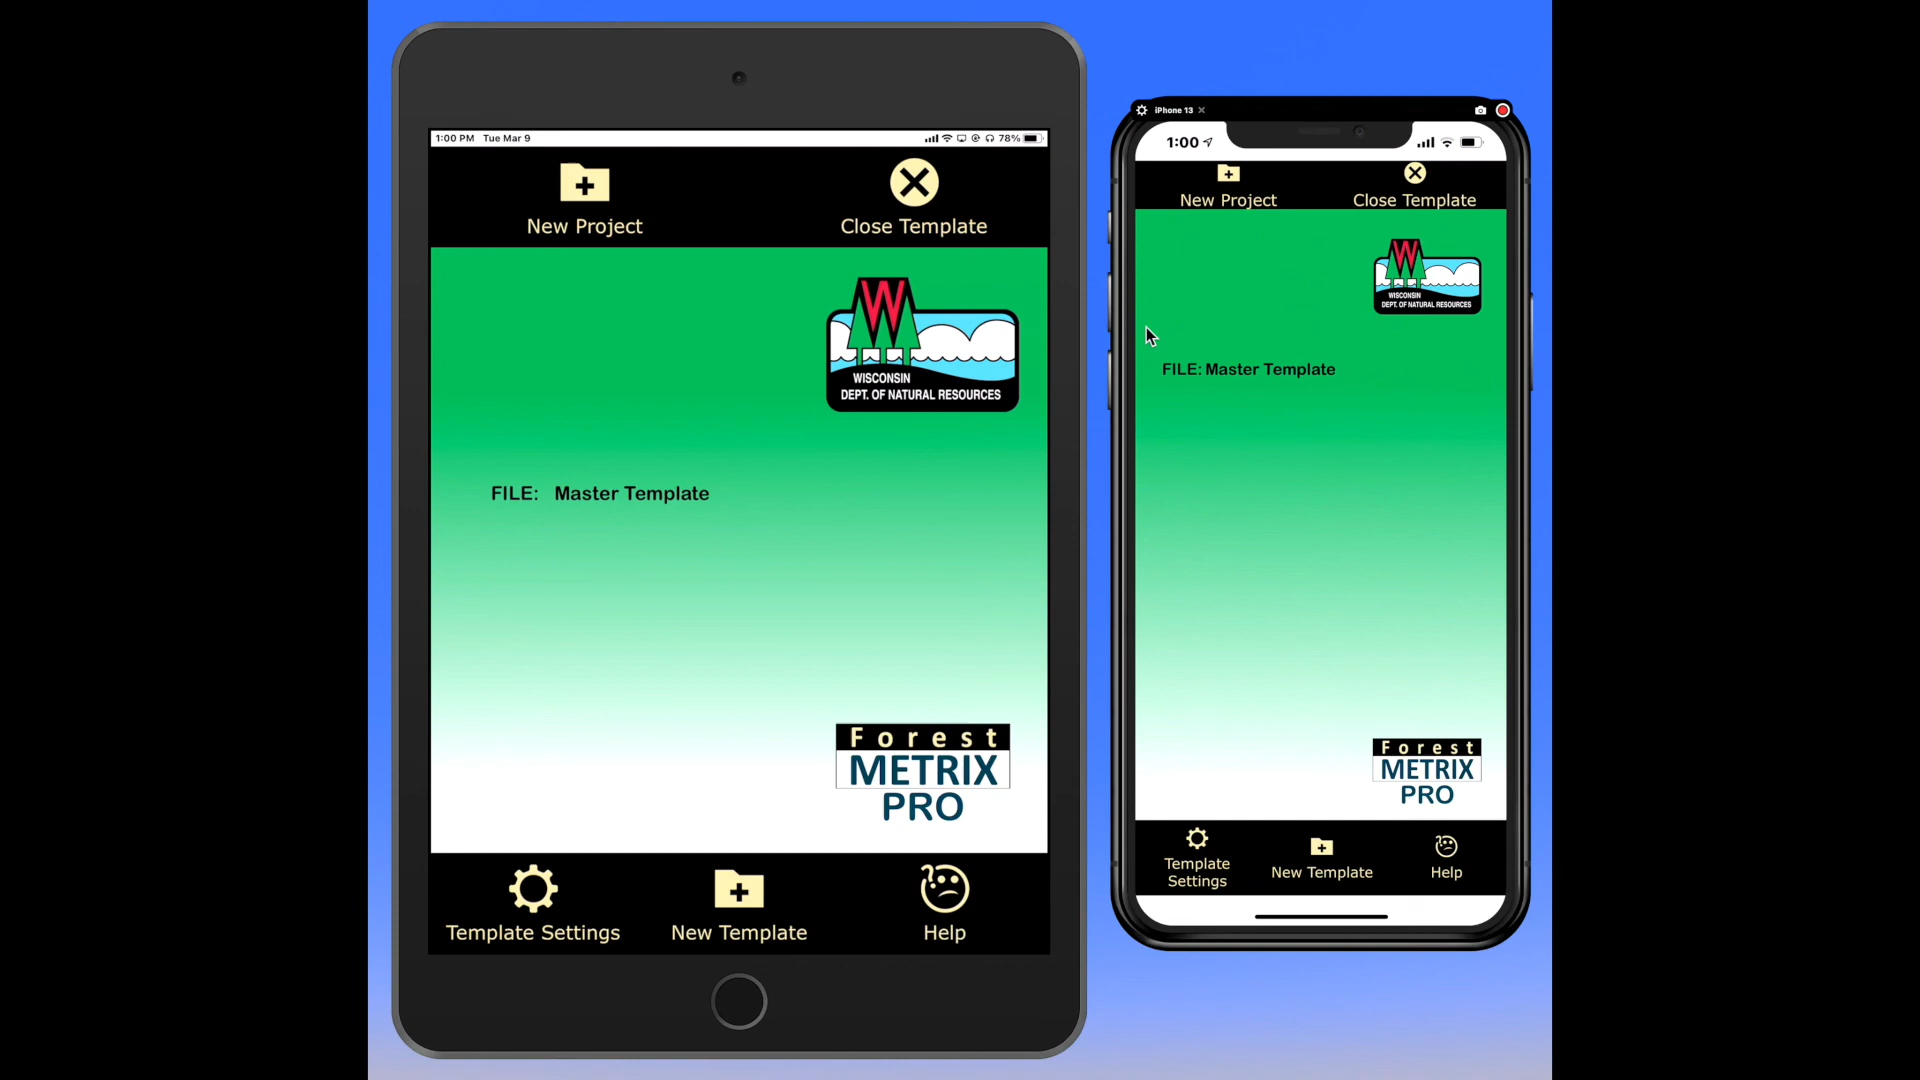 1:00 PM Tue Mar 9
78%
New Project
Close Template
W
WISCONSIN
DEPT. OF NATURAL RESOURCES
FILE: Master Template
Forest
METRIX
PRO
Template Settings
New Template
Help
iPhone 13
1:00
New Project
Close Template
W
WISCONSIN
DEPT. OF NATURAL RESOURCES
FILE: Master Template
Forest
METRIX
PRO
Template
Settings
New Template
Help